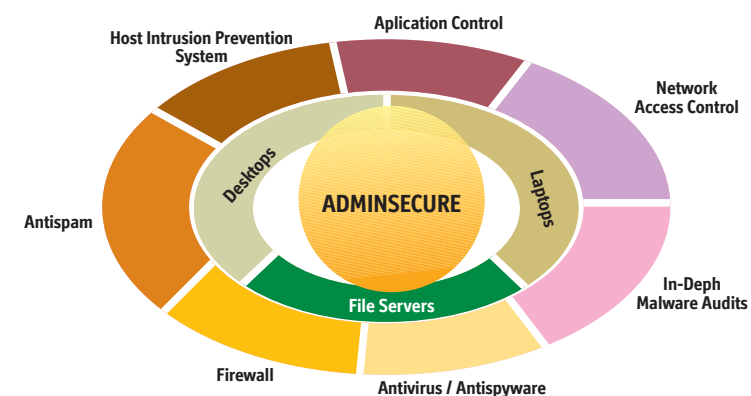 Aplication Control
Host Intrusion Prevention
System
Network
Access Control
Desktops
Laptops
ADMINSECURE
Antispam
In-Deph
Malware Audits
File Servers
Firewall
Antivirus / Antispyware